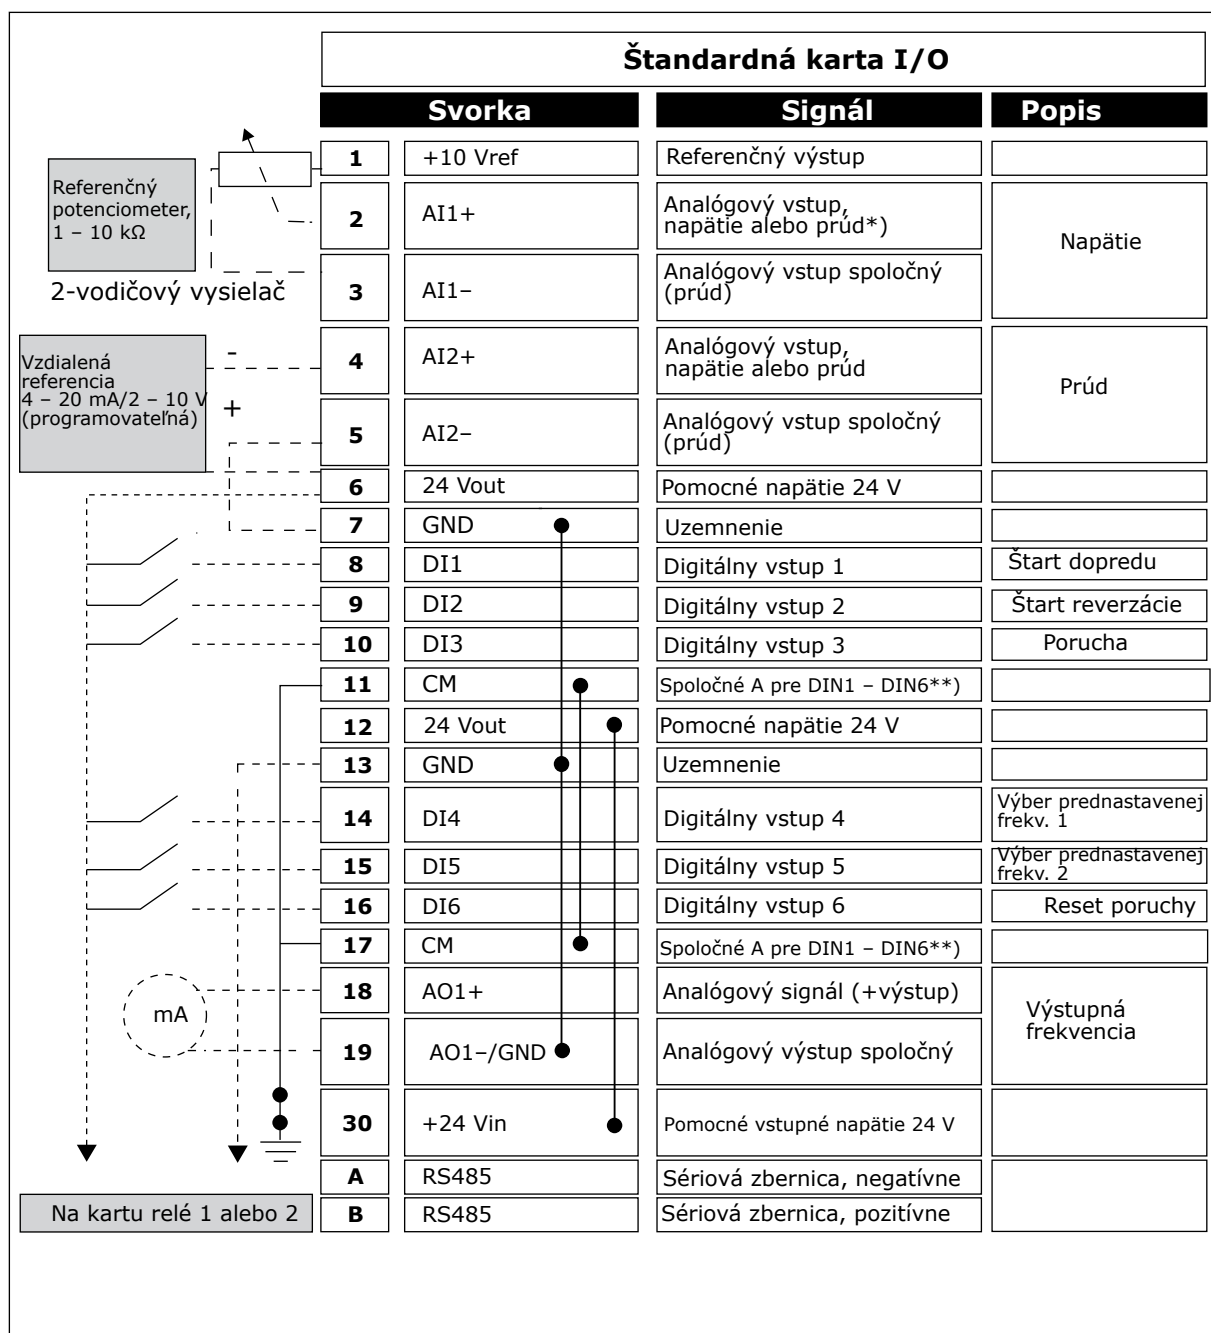 Štandardná karta I/O
Svorka Signál Popis
Referenčný
potenciometer,
1 – 10 kΩ
2-vodičový vysielač
Vzdialená
referencia
4 – 20 mA/2 – 10 V
(programovateľná)
-
+
1 +10 Vref Referenčný výstup
2 AI1+ Analógový vstup,
napätie alebo prúd*)
Napätie
3 AI1– Analógový vstup spoločný
(prúd)
4 AI2+ Analógový vstup,
napätie alebo prúd
Prúd
5 AI2– Analógový vstup spoločný
(prúd)
6 24 Vout Pomocné napätie 24 V
7 GND Uzemnenie
8 DI1 Digitálny vstup 1 Štart dopredu
9 DI2 Digitálny vstup 2 Štart reverzácie
10 DI3 Digitálny vstup 3 Porucha
11 CM Spoločné A pre DIN1 – DIN6**)
12 24 Vout Pomocné napätie 24 V
13 GND Uzemnenie
14 DI4 Digitálny vstup 4 Výber prednastavenej
frekv. 1
15 DI5 Digitálny vstup 5 Výber prednastavenej
frekv. 2
16 DI6 Digitálny vstup 6 Reset poruchy
17 CM Spoločné A pre DIN1 – DIN6**)
18 AO1+ Analógový signál (+výstup)
mA
Výstupná
frekvencia
19 AO1–/GND Analógový výstup spoločný
30 +24 Vin Pomocné vstupné napätie 24 V
A RS485 Sériová zbernica, negatívne
Na kartu relé 1 alebo 2
B RS485 Sériová zbernica, pozitívne